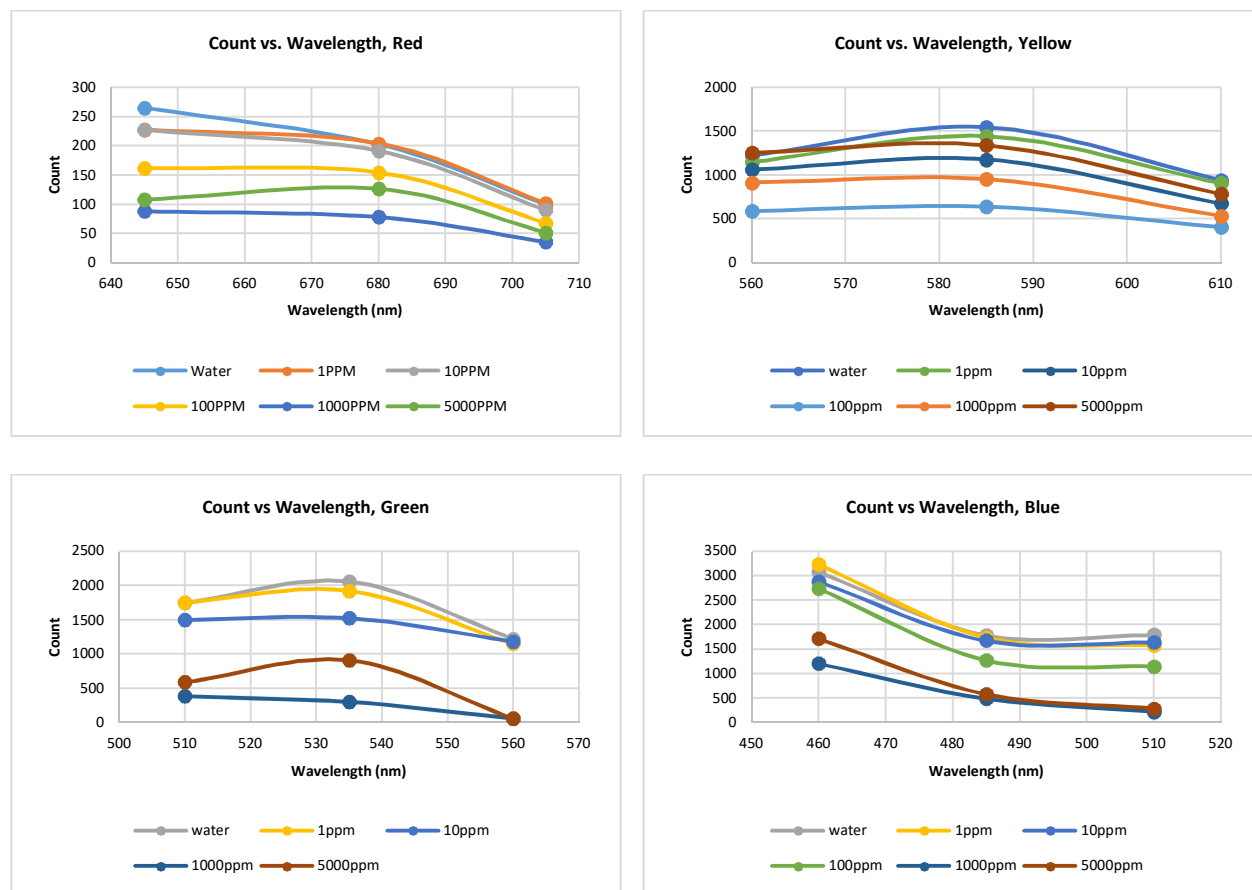 Count vs. Wavelength, Red
Count
300
250
200
150
100
50
0
640 650 660 670 680 690 700 710
Wavelength (nm)
Water 1PPM 10PPM
100PPM 1000PPM 5000PPM
Count vs. Wavelength, Yellow
Count
2000
1500
1000
500
0
560 570 580 590 600 610
Wavelength (nm)
water 1ppm 10ppm
100ppm 1000ppm 5000ppm
Count vs Wavelength, Green
Count
2500
2000
1500
1000
500
0
500 510 520 530 540 550 560 570
Wavelength (nm)
water 1ppm 10ppm
1000ppm 5000ppm
Count vs Wavelength, Blue
Count
3500
3000
2500
2000
1500
1000
500
0
450 460 470 480 490 500 510 520
Wavelength (nm)
water 1ppm 10ppm
100ppm 1000ppm 5000ppm